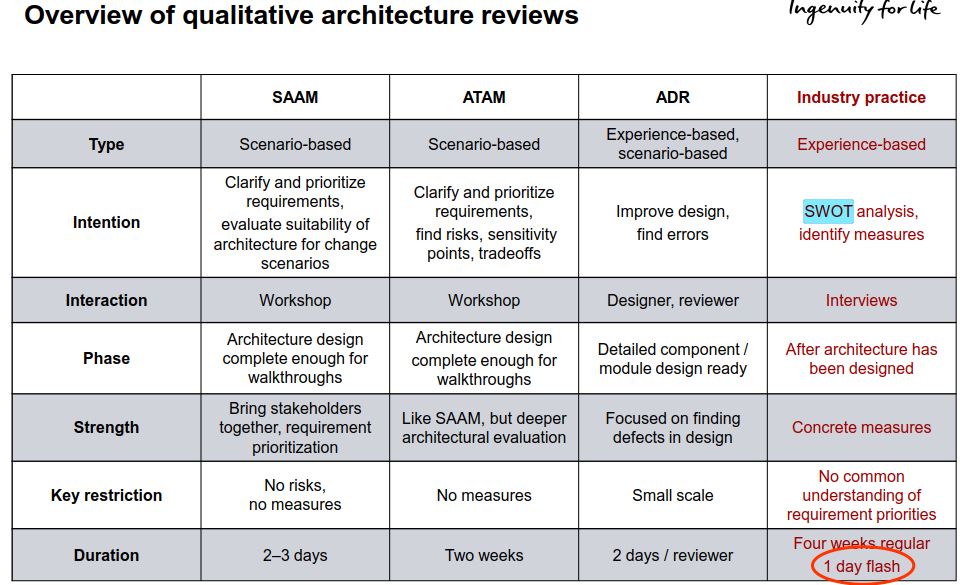 Overview of qualitative architecture reviews
Ingenuity for life
SAAM
ATAM
ADR
Industry practice
Type
Scenario-based
Scenario-based
Experience-based,
scenario-based
Experience-based
Intention
Clarify and prioritize
requirements,
evaluate suitability of
architecture for change
scenarios
Clarify and prioritize
requirements,
find risks, sensitivity
points, tradeoffs
Improve design,
find errors
SWOT analysis,
identify measures
Interaction
Workshop
Workshop
Designer, reviewer
Interviews
Phase
Architecture design
complete enough for
walkthroughs
Architecture design
complete enough for
walkthroughs
Detailed component /
module design ready
After architecture has
been designed
Strength
Bring stakeholders
together, requirement
prioritization
Like SAAM, but deeper
architectural evaluation
Focused on finding
defects in design
Concrete measures
Key restriction
No risks,
no measures
No measures
Small scale
No common
understanding of
requirement priorities
Duration
2–3 days
Two weeks
2 days / reviewer
Four weeks regular
1 day flash